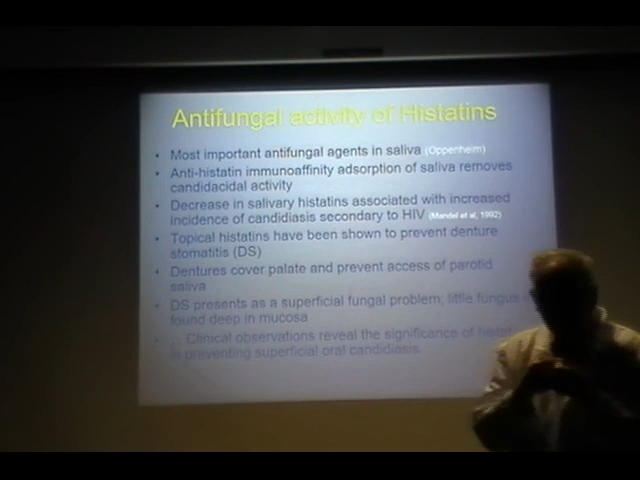 Antifungal activity of Histatins
• Most important antifungal agents in saliva (Oppenheim)
• Anti-histatin immunoaffinity adsorption of saliva removes
candidacidal activity
• Decrease in salivary histatins associated with increased
incidence of candidiasis secondary to HIV (Mandel et al, 1992)
• Topical histatins have been shown to prevent denture
stomatitis (DS)
• Dentures cover palate and prevent access of parotid
saliva
• DS presents as a superficial fungal problem; little fungus
found deep in mucosa
• Clinical observations reveal the significance of
in preventing superficial oral candidiasis.